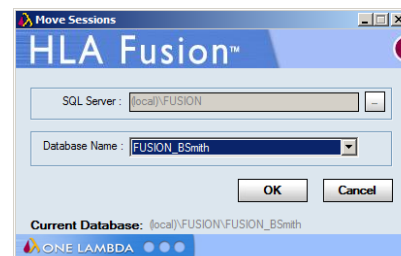 Move Sessions
HLA Fusion™
SQL Server : (local)\FUSION ...
Database Name : FUSION_BSmith
OK Cancel
Current Database: (local)\FUSION\FUSION_BSmith
ONE LAMBDA